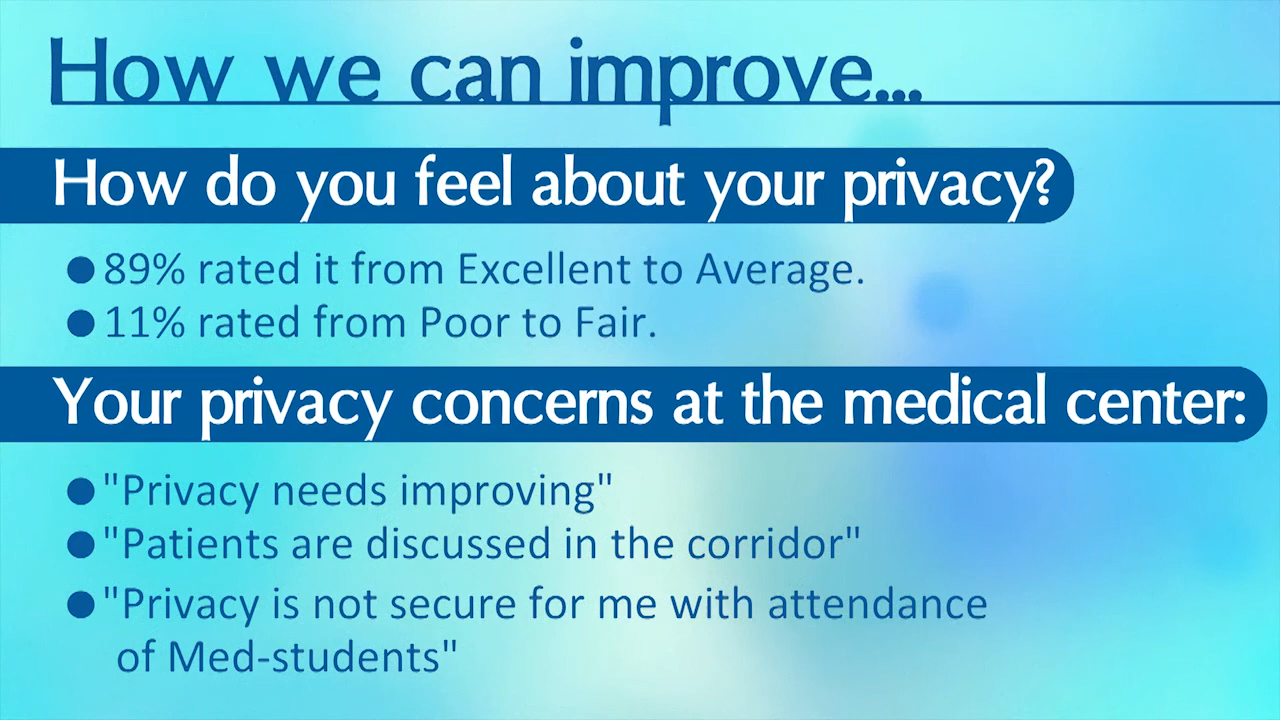 How we can improve...
How do you feel about your privacy?
●89% rated it from Excellent to Average.
●11% rated from Poor to Fair.
Your privacy concerns at the medical center:
●"Privacy needs improving"
●"Patients are discussed in the corridor"
●"Privacy is not secure for me with attendance
of Med-students"